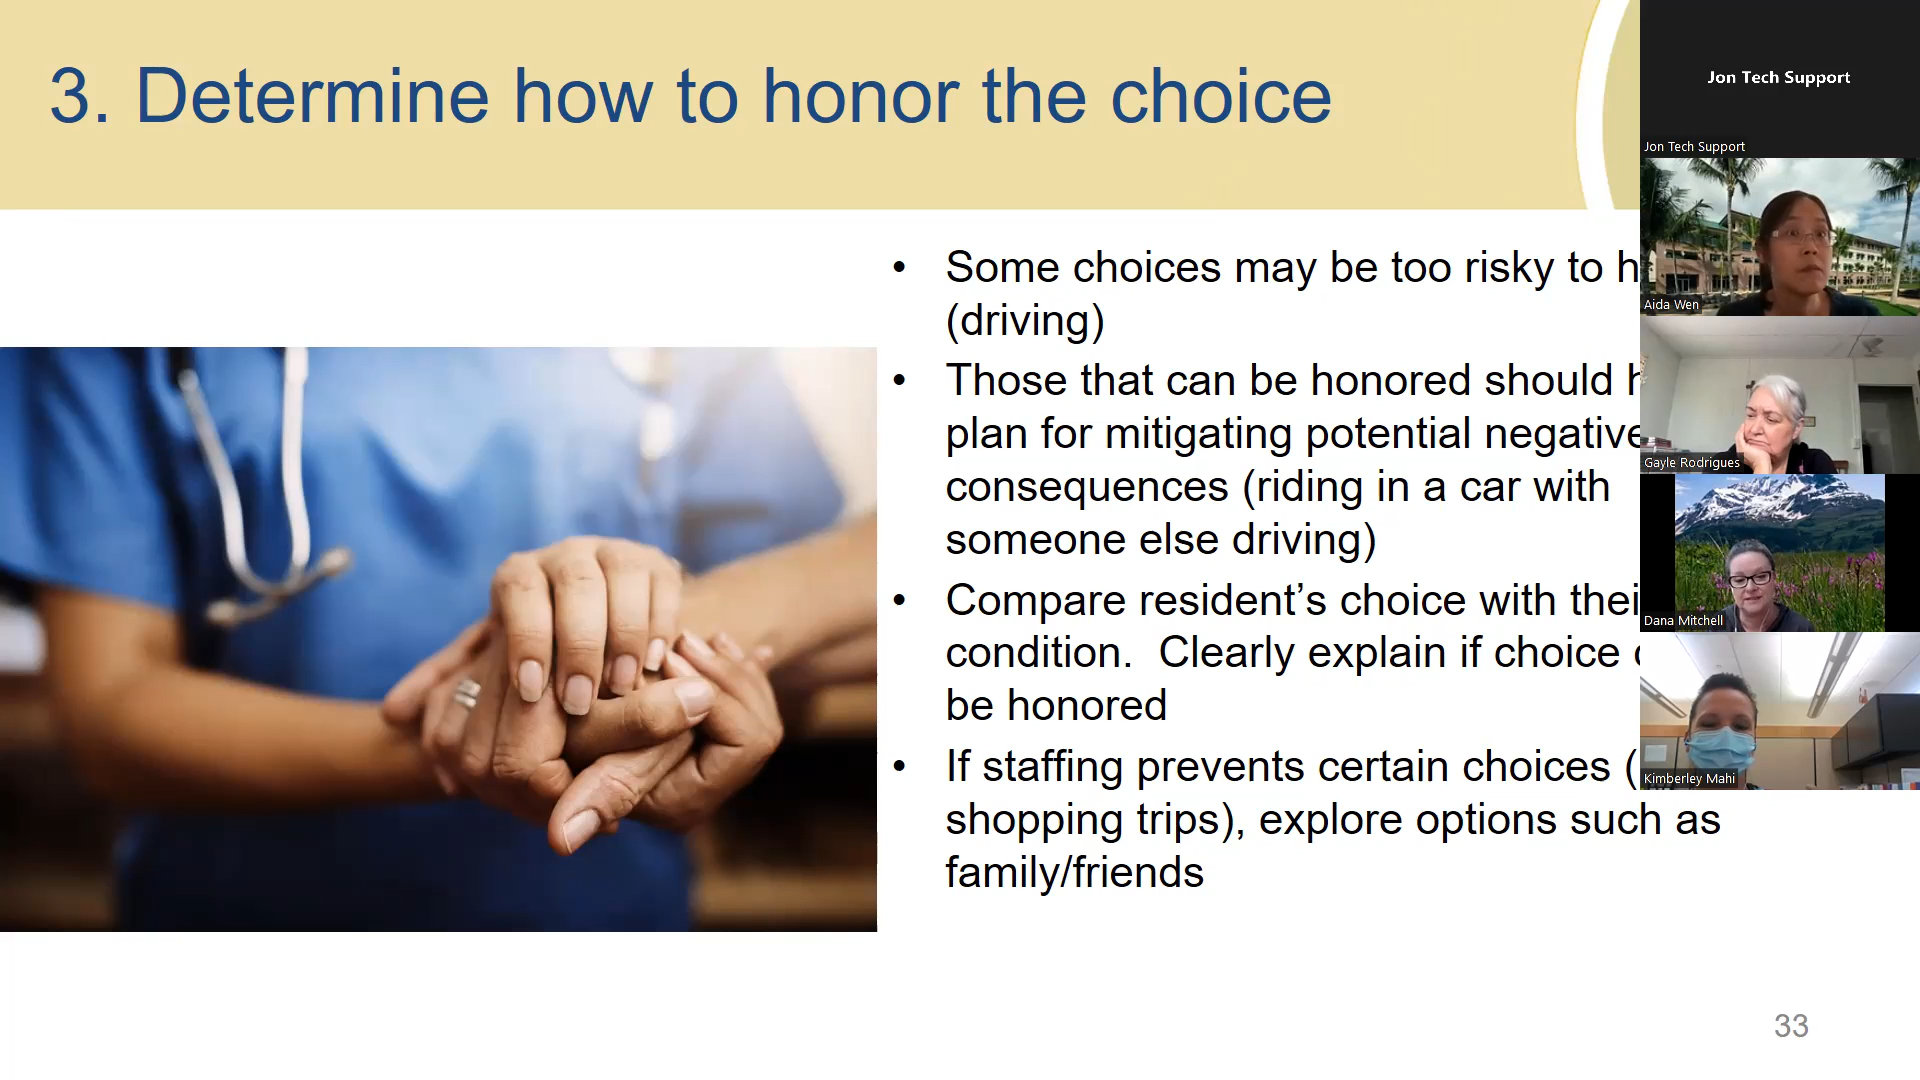 3. Determine how to honor the choice
• Some choices may be too risky to
(driving)
• Those that can be honored should
plan for mitigating potential negative
consequences (riding in a car with
someone else driving)
• Compare resident’s choice with
condition.  Clearly explain if choice
be honored
• If staffing prevents certain choices (
shopping trips), explore options such as
family/friends
33
Jon Tech Support
Jon Tech Support
Aida Wen
Gayle Rodrigues
Dana Mitchell
Kimberley Mahi